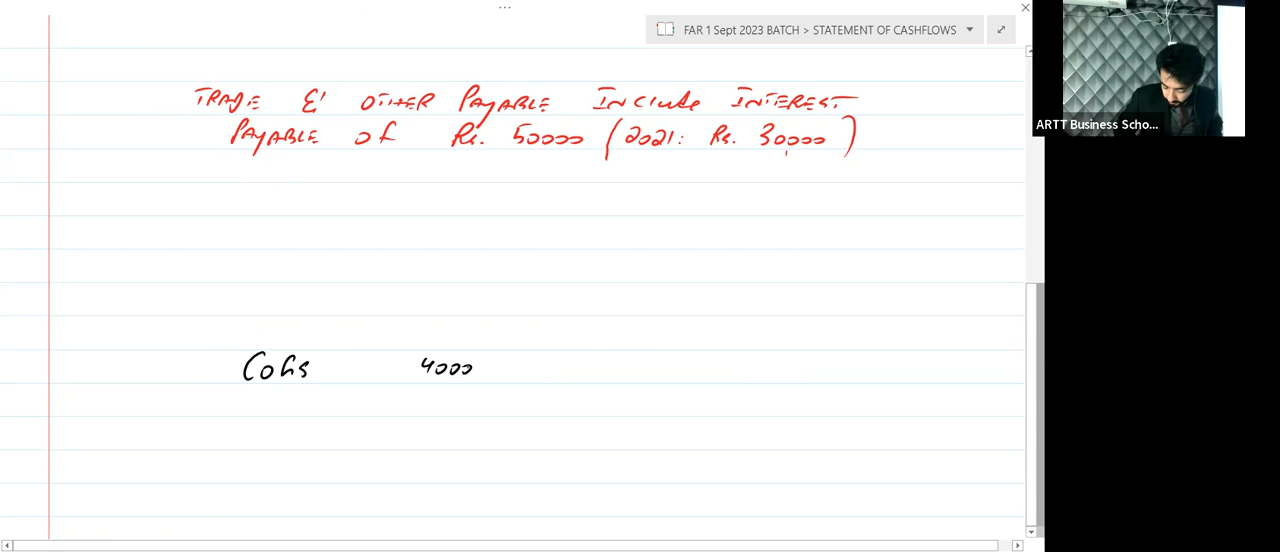 FAR 1 Sept 2023 BATCH > STATEMENT OF CASHFLOWS
TRADE & OTHER PAYABLE INCLUDE INTEREST
PAYABLE OF Rs. 50000 (2021: Rs. 30000)
ARTT Business Scho...
COGS 4000